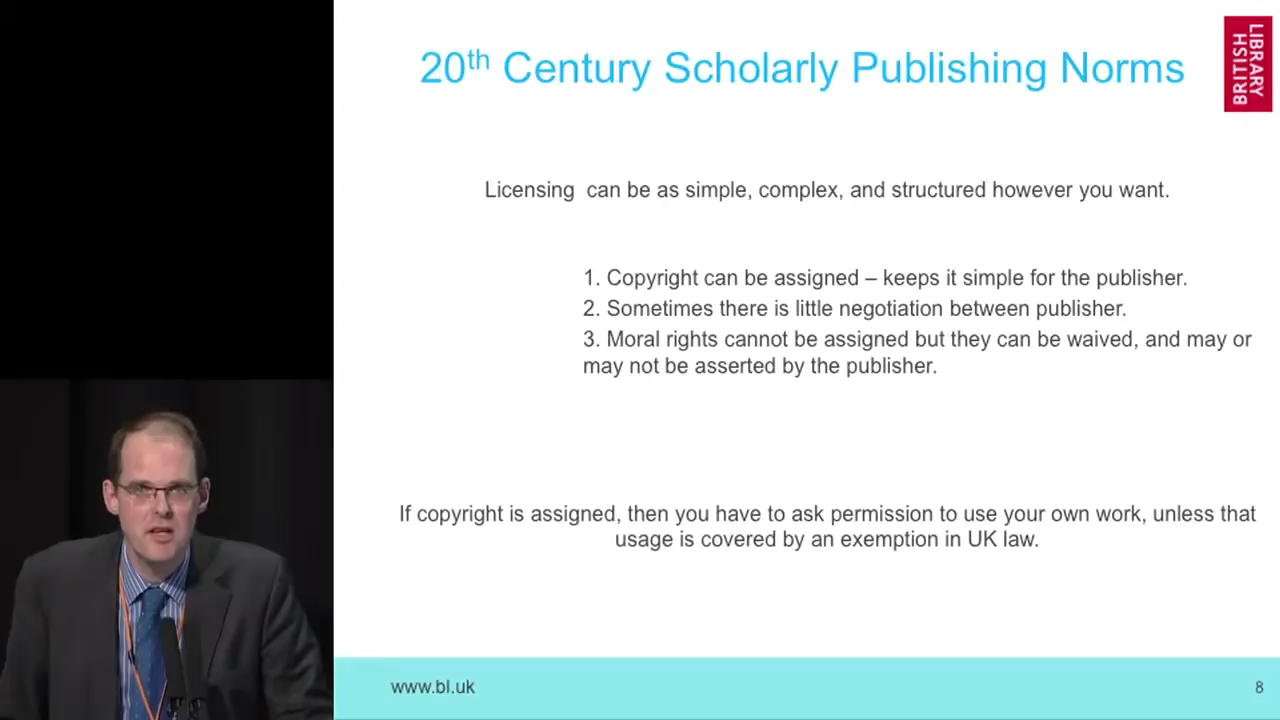 20th Century Scholarly Publishing Norms
LIBRARY
BRITISH
Licensing can be as simple, complex, and structured however you want.
1. Copyright can be assigned – keeps it simple for the publisher.
2. Sometimes there is little negotiation between publisher.
3. Moral rights cannot be assigned but they can be waived, and may or
may not be asserted by the publisher.
If copyright is assigned, then you have to ask permission to use your own work, unless that
usage is covered by an exemption in UK law.
www.bl.uk
8